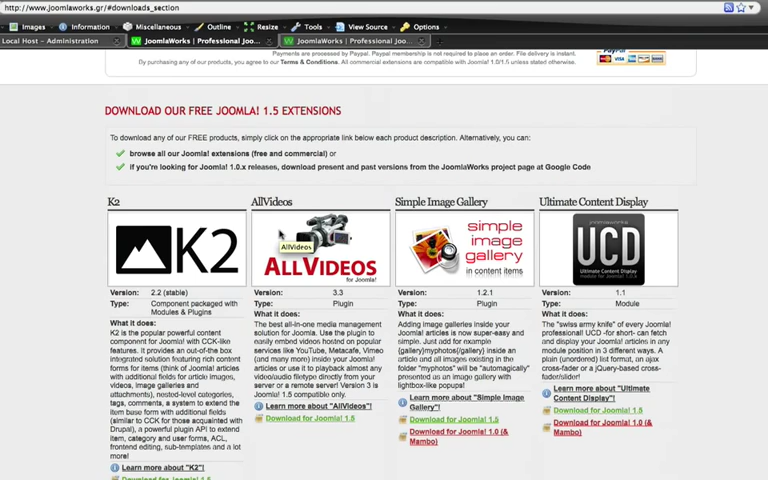 http://www.joomlaworks.gr/#downloads_section
Images Information Miscellaneous Outline Resize Tools View Source Options
Local Host - Administration JoomlaWorks | Professional Joo... JoomlaWorks | Professional Joo...
Payments are processed by Paypal. Paypal membership is not required to place an order. File delivery is instant.
By purchasing any of our products, you agree to our Terms & Conditions. All commercial extensions are compatible with Joomla! 1.0/1.5 unless stated otherwise.
PayPal
DOWNLOAD OUR FREE JOOMLA! 1.5 EXTENSIONS
To download any of our FREE products, simply click on the appropriate link below each product description. Alternatively, you can:
browse all our Joomla! extensions (free and commercial) or
if you're looking for Joomla! 1.0.x releases, download present and past versions from the JoomlaWorks project page at Google Code
K2
K2
Version: 2.2 (stable)
Type: Component packaged with
Modules & Plugins
What it does:
K2 is the popular powerful content
component for Joomla! with CCK-like
features. It provides an out-of-the box
integrated solution featuring rich content
forms for items (think of Joomla! articles
with additional fields for article images,
videos, image galleries and
attachments), nested-level categories,
tags, comments, a system to extend the
item base form with additional fields
(similar to CCK for those acquainted with
Drupal), a powerful plugin API to extend
item, category and user forms, ACL,
frontend editing, sub-templates and a lot
more!
Learn more about "K2"!
Download for Joomla! 1.5
AllVideos
AllVideos
ALLVIDEOS
for Joomla!
Version: 3.3
Type: Plugin
What it does:
The best all-in-one media management
solution for Joomla. Use the plugin to
easily embed videos hosted on popular
services like YouTube, Metacafe, Vimeo
(and many more) inside your Joomla!
articles or use it to playback almost any
video/audio filetype directly from your
server or a remote server! Version 3 is
Joomla! 1.5 compatible only.
Learn more about "AllVideos"!
Download for Joomla! 1.5
Simple Image Gallery
simple
image
gallery
in content items
Version: 1.2.1
Type: Plugin
What it does:
Adding image galleries inside your
Joomla! articles is now super-easy and
simple. Just add for example
{gallery}myphotos{/gallery} inside an
article and all images existing in the
folder "myphotos" will be "automagically"
presented as an image gallery with
lightbox-like popups!
Learn more about "Simple Image
Gallery"!
Download for Joomla! 1.5
Download for Joomla! 1.0 (&
Mambo)
Ultimate Content Display
joomlaworks
UCD
Ultimate Content Display
module for Joomla! 1.5
Version: 1.1
Type: Module
What it does:
The "swiss army knife" of every Joomla!
professional! UCD -for short- can fetch
and display your Joomla! articles in any
module position in 3 different ways. A
plain (unordered) list format, an ajax
cross-fader or a jQuery-based cross-
fader/slider!
Learn more about "Ultimate
Content Display"!
Download for Joomla! 1.5
Download for Joomla! 1.0 (&
Mambo)